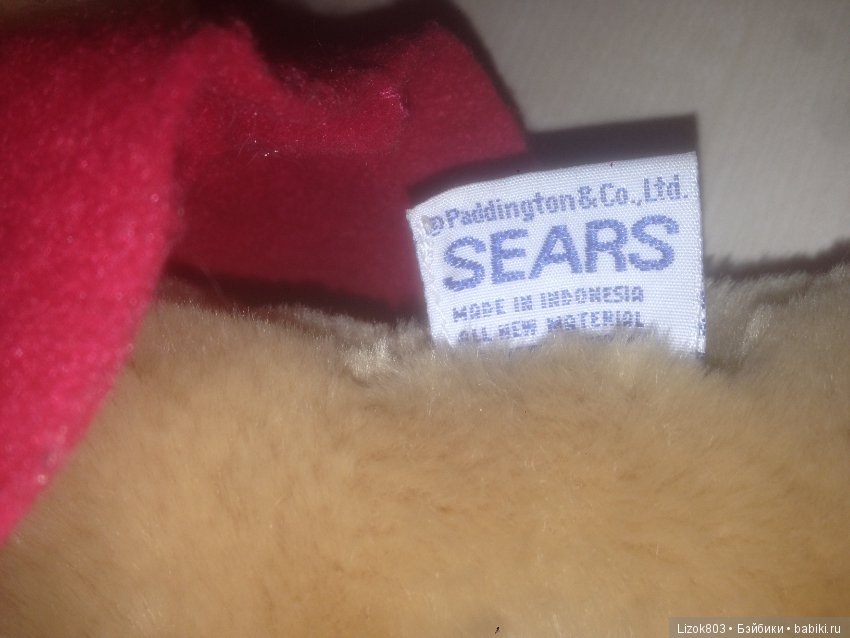 ©Paddington & Co., Ltd.
SEARS
MADE IN INDONESIA
ALL NEW MATERIAL
Lizok803 • Бэйбики • babiki.ru